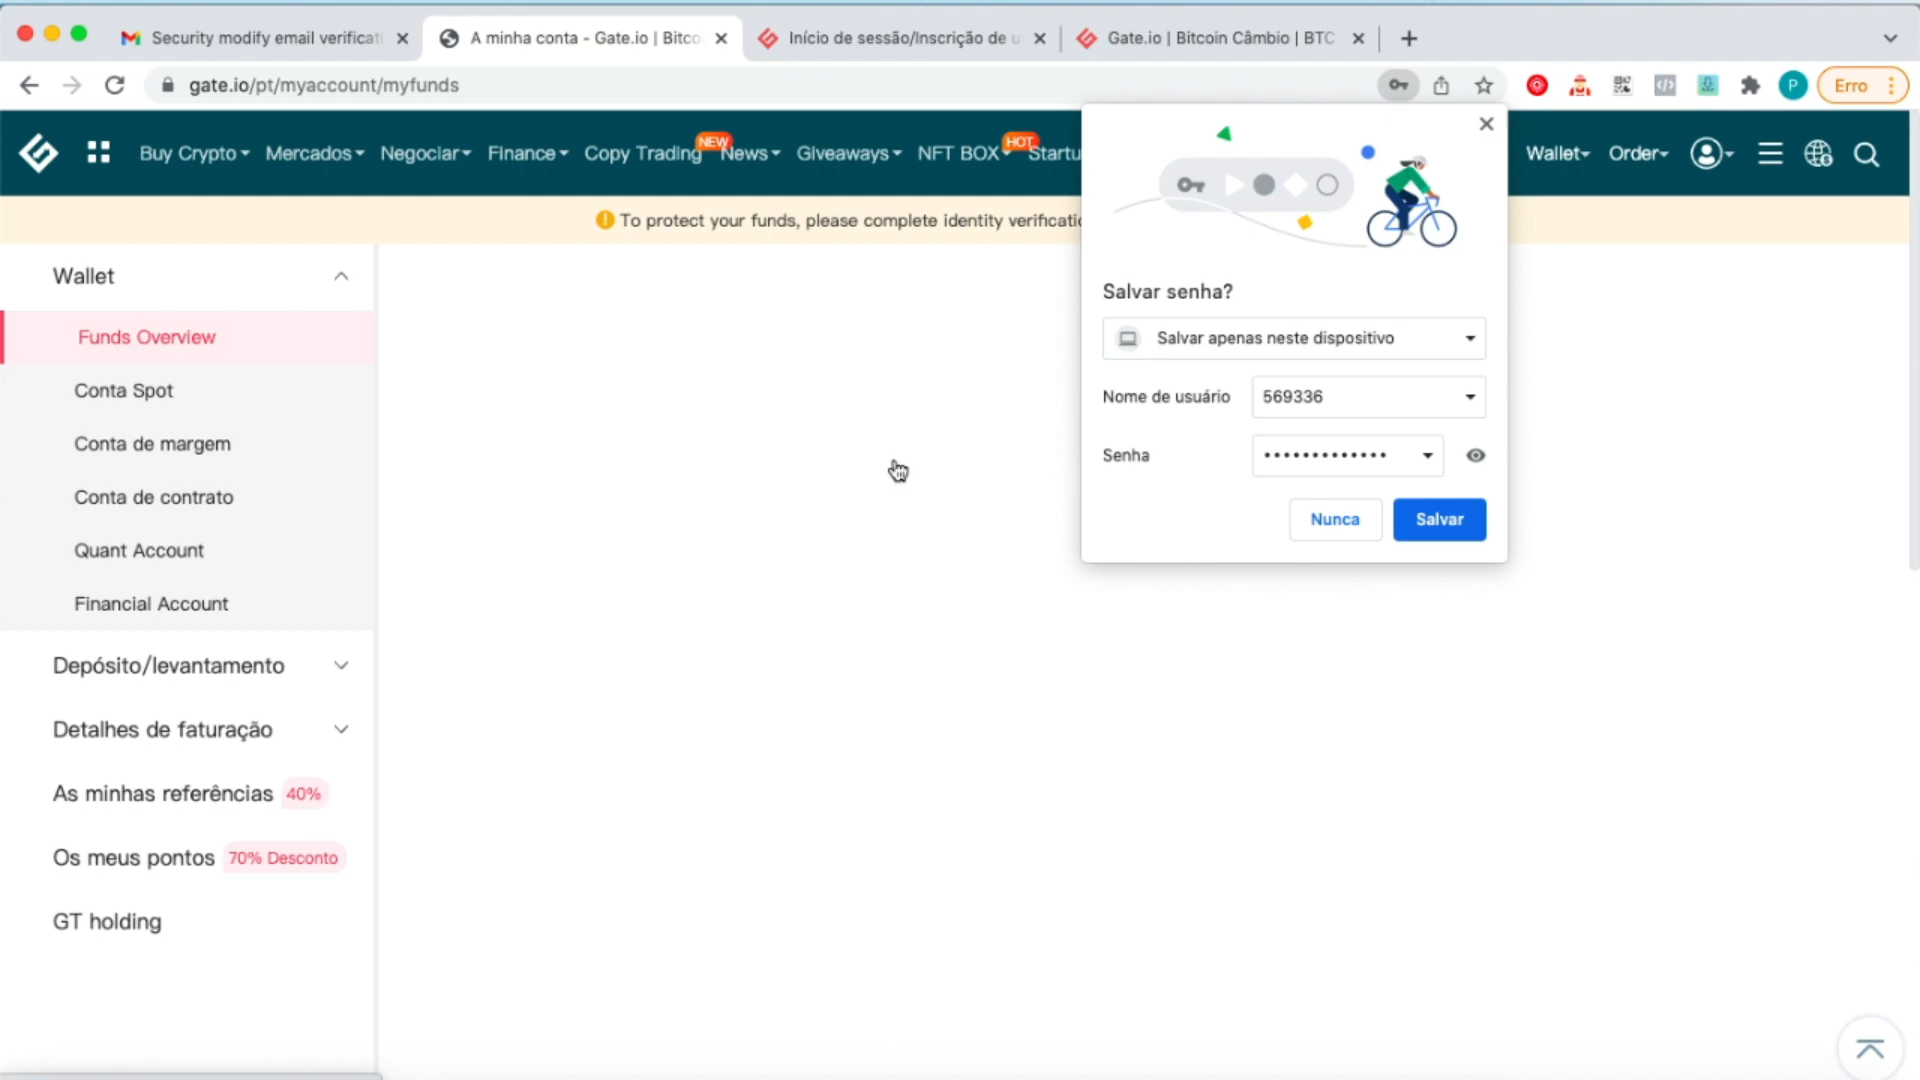 Security modify email verificati
A minha conta - Gate.io | Bitco
Início de sessão/Inscrição de u
Gate.io | Bitcoin Câmbio | BTC
gate.io/pt/myaccount/myfunds
P
Erro
Buy Crypto
Mercados
Negociar
Finance
Copy Trading
NEW
News
Giveaways
NFT BOX
HOT
Startu
Wallet
Order
To protect your funds, please complete identity verificatio
Wallet
Funds Overview
Conta Spot
Conta de margem
Conta de contrato
Quant Account
Financial Account
Depósito/levantamento
Detalhes de faturação
As minhas referências 40%
Os meus pontos 70% Desconto
GT holding
Salvar senha?
Salvar apenas neste dispositivo
Nome de usuário 569336
Senha •••••••••••••
Nunca
Salvar